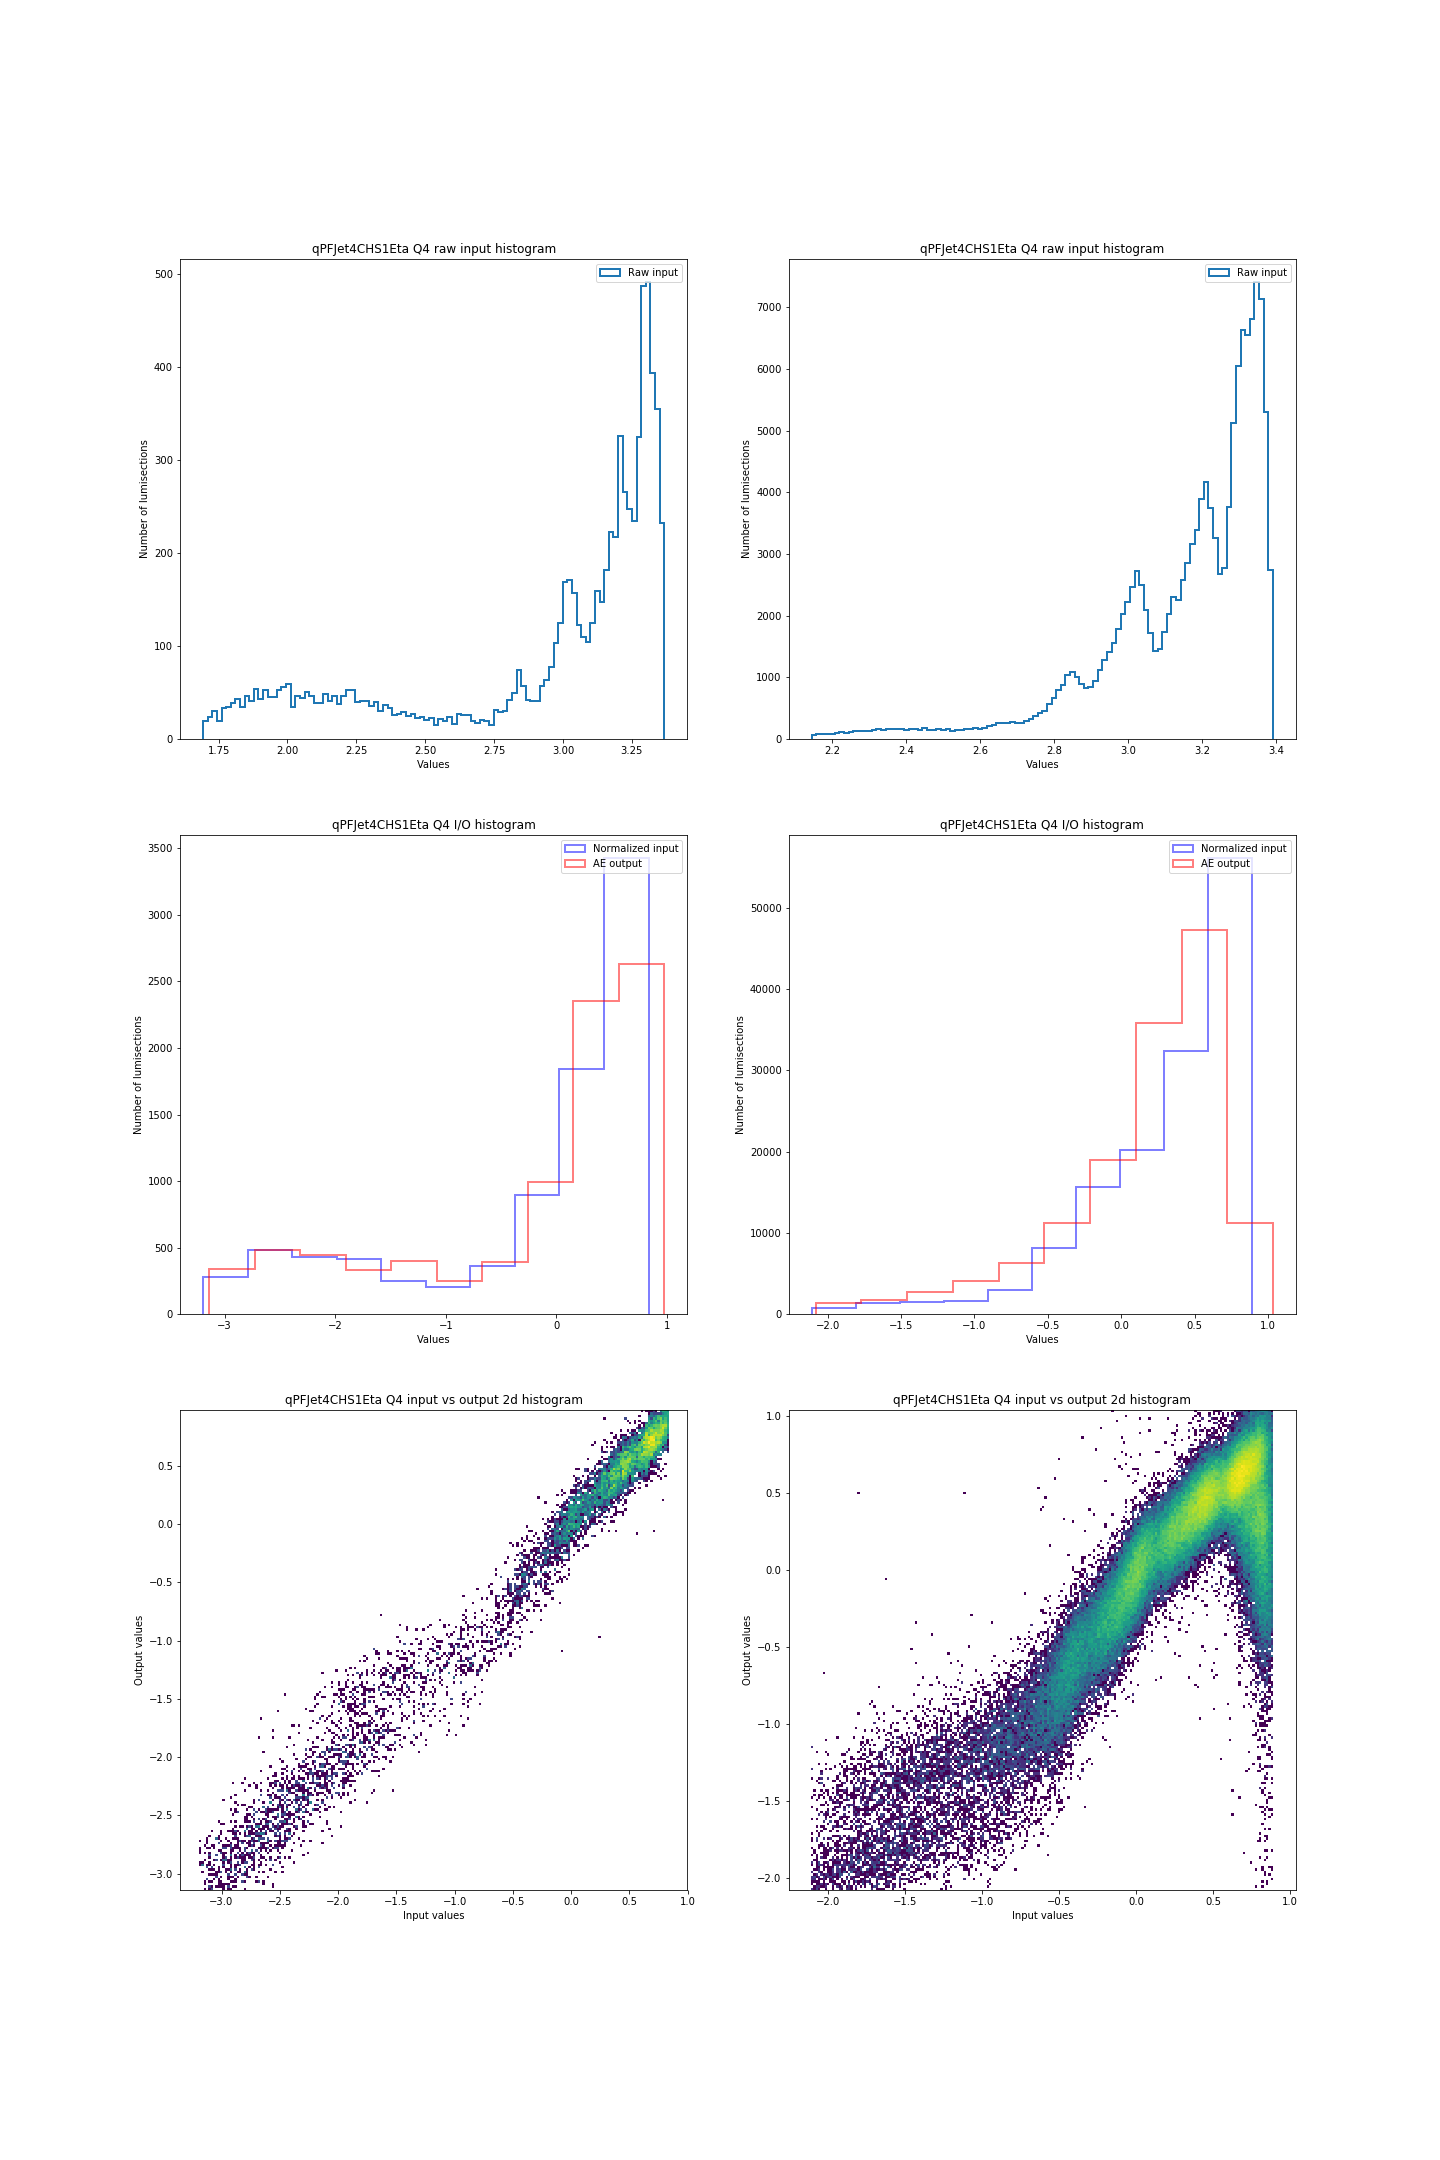 qPFJet4CHS1Eta Q4 raw input histogram
Raw input
500
400
300
200
100
0
Number of lumisections
1.75 2.00 2.25 2.50 2.75 3.00 3.25
Values
qPFJet4CHS1Eta Q4 raw input histogram
Raw input
7000
6000
5000
4000
3000
2000
1000
0
Number of lumisections
2.2 2.4 2.6 2.8 3.0 3.2 3.4
Values
qPFJet4CHS1Eta Q4 I/O histogram
Normalized input
AE output
3500
3000
2500
2000
1500
1000
500
0
Number of lumisections
−3 −2 −1 0 1
Values
qPFJet4CHS1Eta Q4 I/O histogram
Normalized input
AE output
50000
40000
30000
20000
10000
0
Number of lumisections
−2.0 −1.5 −1.0 −0.5 0.0 0.5 1.0
Values
qPFJet4CHS1Eta Q4 input vs output 2d histogram
0.5
0.0
−0.5
−1.0
−1.5
−2.0
−2.5
−3.0
Output values
−3.0 −2.5 −2.0 −1.5 −1.0 −0.5 0.0 0.5 1.0
Input values
qPFJet4CHS1Eta Q4 input vs output 2d histogram
1.0
0.5
0.0
−0.5
−1.0
−1.5
−2.0
Output values
−2.0 −1.5 −1.0 −0.5 0.0 0.5 1.0
Input values